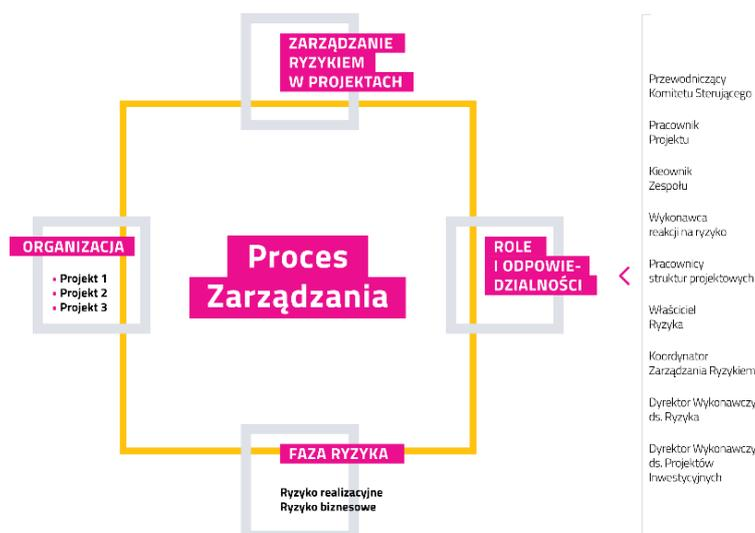 ZARZĄDZANIE
RYZYKIEM
W PROJEKTACH
ORGANIZACJA
• Projekt 1
• Projekt 2
• Projekt 3
Proces
Zarządzania
ROLE
I ODPOWIE-
DZIALNOŚCI
FAZA RYZYKA
Ryzyko realizacyjne
Ryzyko biznesowe
Przewodniczący
Komitetu Sterującego
Pracownik
Projektu
Kieownik
Zespołu
Wykonawca
reakcji na ryzyko
Pracownicy
struktur projektowych
Właściciel
Ryzyka
Koordynator
Zarządzania Ryzykiem
Dyrektor Wykonawczy
ds. Ryzyka
Dyrektor Wykonawczy
ds. Projektów
Inwestycyjnych